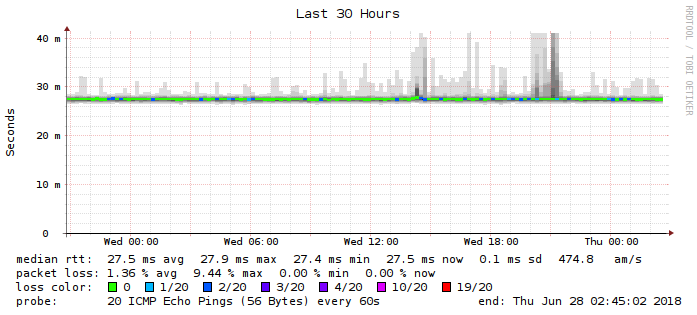 Last 30 Hours
RRDTOOL / TOBI OETIKER
Seconds
40 m
30 m
20 m
10 m
0
Wed 00:00 Wed 06:00 Wed 12:00 Wed 18:00 Thu 00:00
median rtt: 27.5 ms avg 27.9 ms max 27.4 ms min 27.5 ms now 0.1 ms sd 474.8 am/s
packet loss: 1.36 % avg 9.44 % max 0.00 % min 0.00 % now
loss color: 0 1/20 2/20 3/20 4/20 10/20 19/20
probe: 20 ICMP Echo Pings (56 Bytes) every 60s end: Thu Jun 28 02:45:02 2018